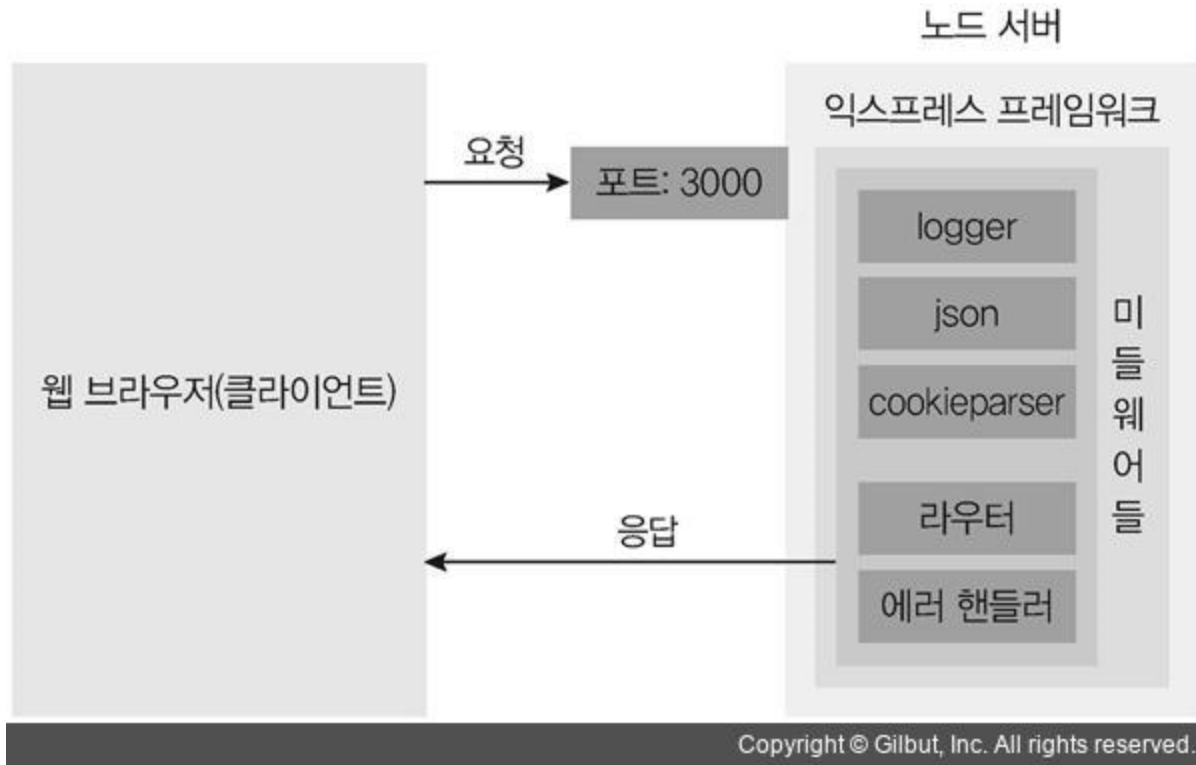 노드 서버
익스프레스 프레임워크
요청
포트: 3000
logger
json
cookieparser
라우터
에러 핸들러
미들웨어들
웹 브라우저(클라이언트)
응답
Copyright © Gilbut, Inc. All rights reserved.